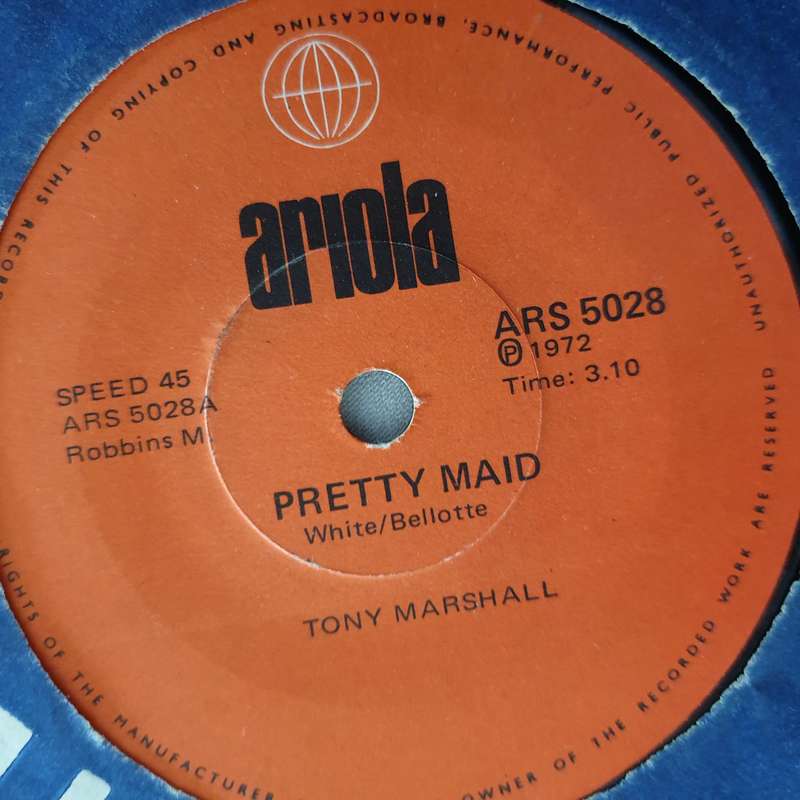 ariola
ARS 5028
Ⓟ 1972
Time: 3.10
SPEED 45
ARS 5028A
Robbins M.
PRETTY MAID
White/Bellotte
TONY MARSHALL
RIGHTS OF THE MANUFACTURER
OWNER OF THE RECORDED WORK ARE RESERVED
UNAUTHORIZED PUBLIC PERFORMANCE, BROADCASTING AND COPYING OF THIS RECORD